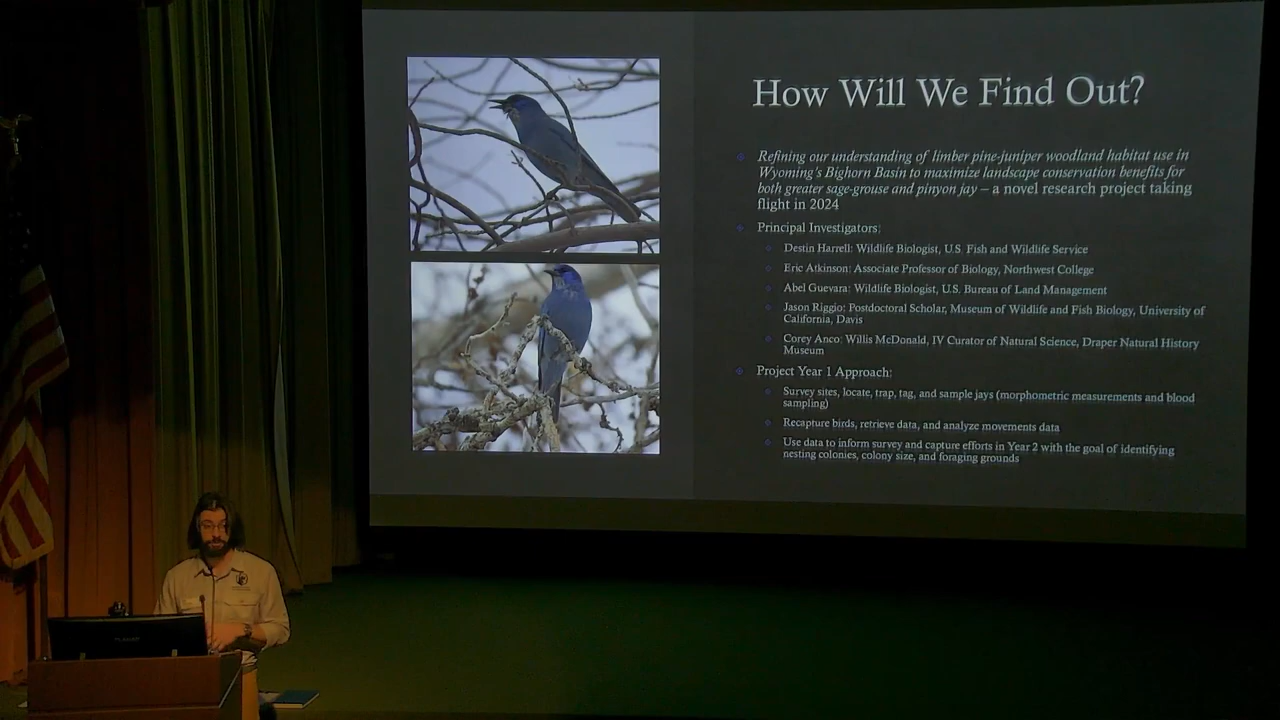 How Will We Find Out?
Refining our understanding of limber pine-juniper woodland habitat use in
Wyoming's Bighorn Basin to maximize landscape conservation benefits for
both greater sage-grouse and pinyon jay – a novel research project taking
flight in 2024
Principal Investigators:
Destin Harrell: Wildlife Biologist, U.S. Fish and Wildlife Service
Eric Atkinson: Associate Professor of Biology, Northwest College
Abel Guevara: Wildlife Biologist, U.S. Bureau of Land Management
Jason Riggio: Postdoctoral Scholar, Museum of Wildlife and Fish Biology, University of
California, Davis
Corey Anco: Willis McDonald, IV Curator of Natural Science, Draper Natural History
Museum
Project Year 1 Approach:
Survey sites, locate, trap, tag, and sample jays (morphometric measurements and blood
sampling)
Recapture birds, retrieve data, and analyze movements data
Use data to inform survey and capture efforts in Year 2 with the goal of identifying
nesting colonies, colony size, and foraging grounds